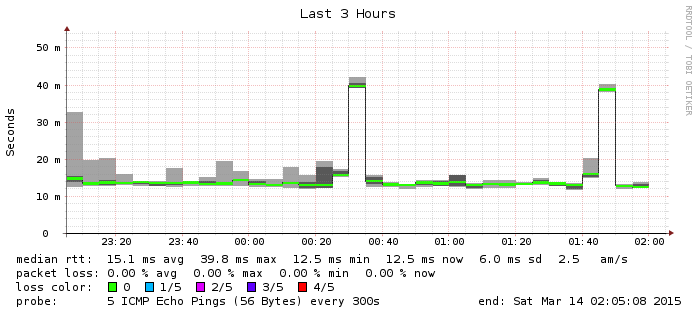 Last 3 Hours
RRDTOOL / TOBI OETIKER
Seconds
50 m
40 m
30 m
20 m
10 m
0
23:20 23:40 00:00 00:20 00:40 01:00 01:20 01:40 02:00
median rtt: 15.1 ms avg 39.8 ms max 12.5 ms min 12.5 ms now 6.0 ms sd 2.5 am/s
packet loss: 0.00 % avg 0.00 % max 0.00 % min 0.00 % now
loss color: 0 1/5 2/5 3/5 4/5
probe: 5 ICMP Echo Pings (56 Bytes) every 300s end: Sat Mar 14 02:05:08 2015